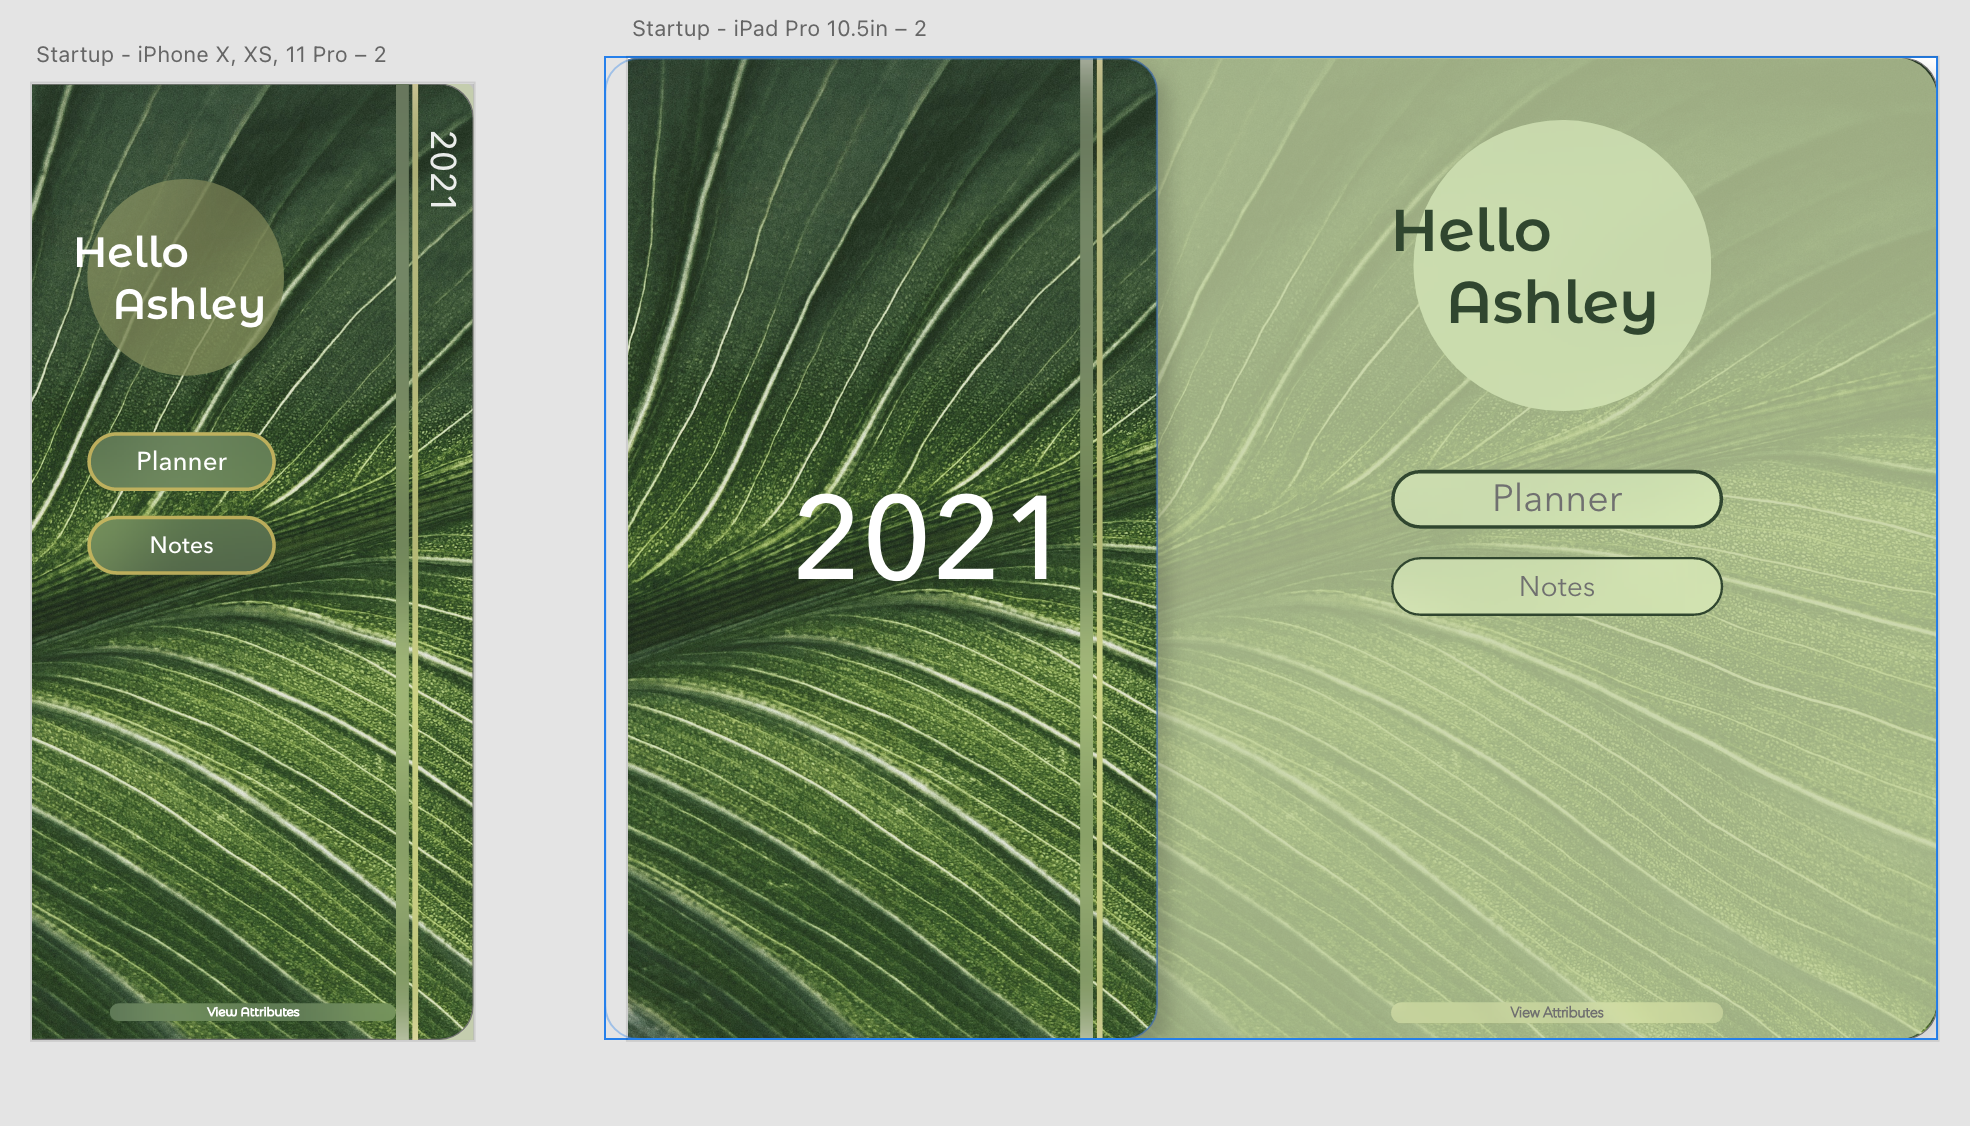 Startup - iPhone X, XS, 11 Pro – 2
2021
Hello
Ashley
Planner
Notes
View Attributes
Startup - iPad Pro 10.5in – 2
2021
Hello
Ashley
Planner
Notes
View Attributes